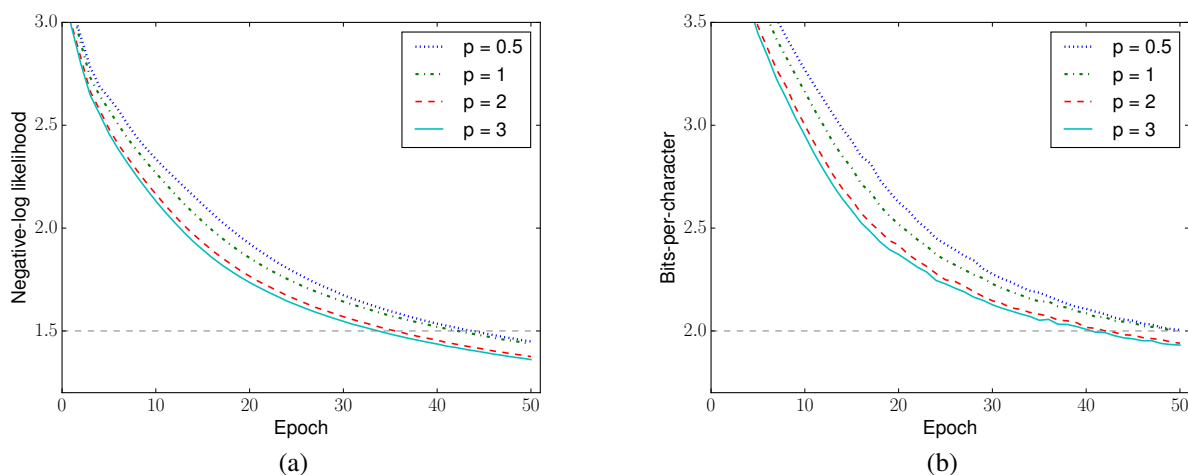 3.0
2.5
2.0
1.5
0
10
20
30
40
50
Negative-log likelihood
Epoch
p = 0.5
p = 1
p = 2
p = 3
(a)
3.5
3.0
2.5
2.0
0
10
20
30
40
50
Bits-per-character
Epoch
p = 0.5
p = 1
p = 2
p = 3
(b)